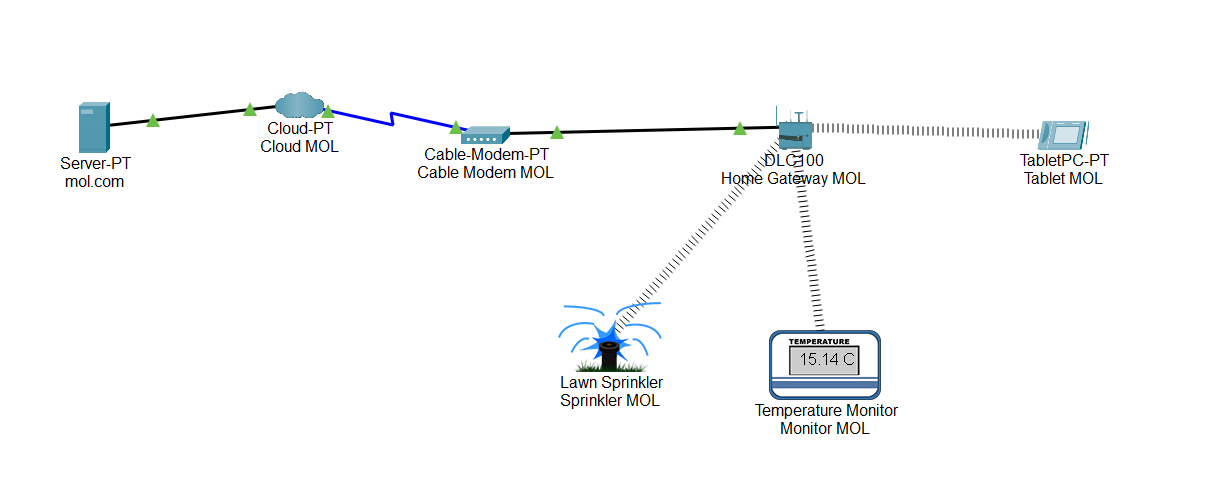 Server-PT
mol.com
Cloud-PT
Cloud MOL
Cable-Modem-PT
Cable Modem MOL
DLC100
Home Gateway MOL
TabletPC-PT
Tablet MOL
Lawn Sprinkler
Sprinkler MOL
TEMPERATURE
15.14 C
Temperature Monitor
Monitor MOL